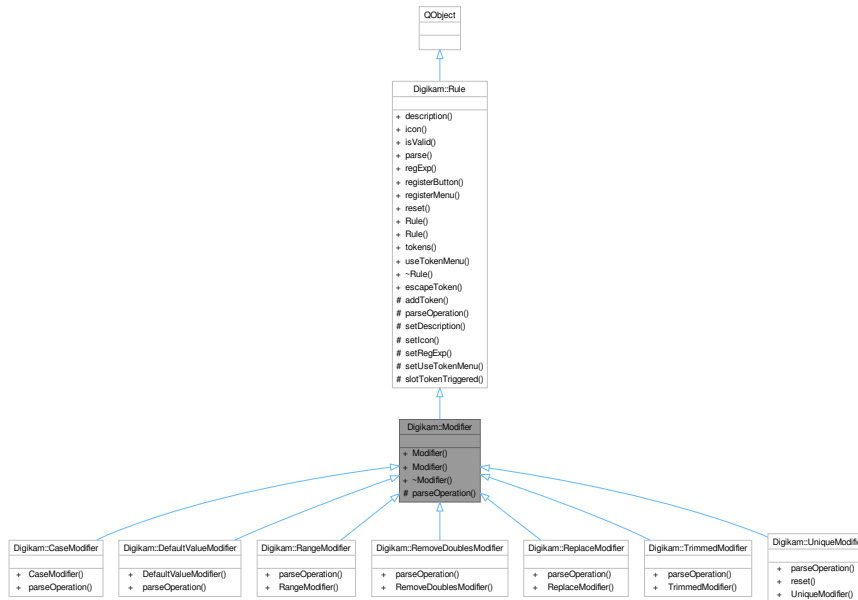 QObject
Digikam::Rule
+ description()
+ icon()
+ isValid()
+ parse()
+ regExp()
+ registerButton()
+ registerMenu()
+ reset()
+ Rule()
+ Rule()
+ tokens()
+ useTokenMenu()
+ ~Rule()
+ escapeToken()
# addToken()
# parseOperation()
# setDescription()
# setIcon()
# setRegExp()
# setUseTokenMenu()
# slotTokenTriggered()
Digikam::Modifier
+ Modifier()
+ Modifier()
+ ~Modifier()
# parseOperation()
Digikam::CaseModifier
+ CaseModifier()
+ parseOperation()
Digikam::DefaultValueModifier
+ DefaultValueModifier()
+ parseOperation()
Digikam::RangeModifier
+ parseOperation()
+ RangeModifier()
Digikam::RemoveDoublesModifier
+ parseOperation()
+ RemoveDoublesModifier()
Digikam::ReplaceModifier
+ parseOperation()
+ ReplaceModifier()
Digikam::TrimmedModifier
+ parseOperation()
+ TrimmedModifier()
Digikam::UniqueModifie
+ parseOperation()
+ reset()
+ UniqueModifier()